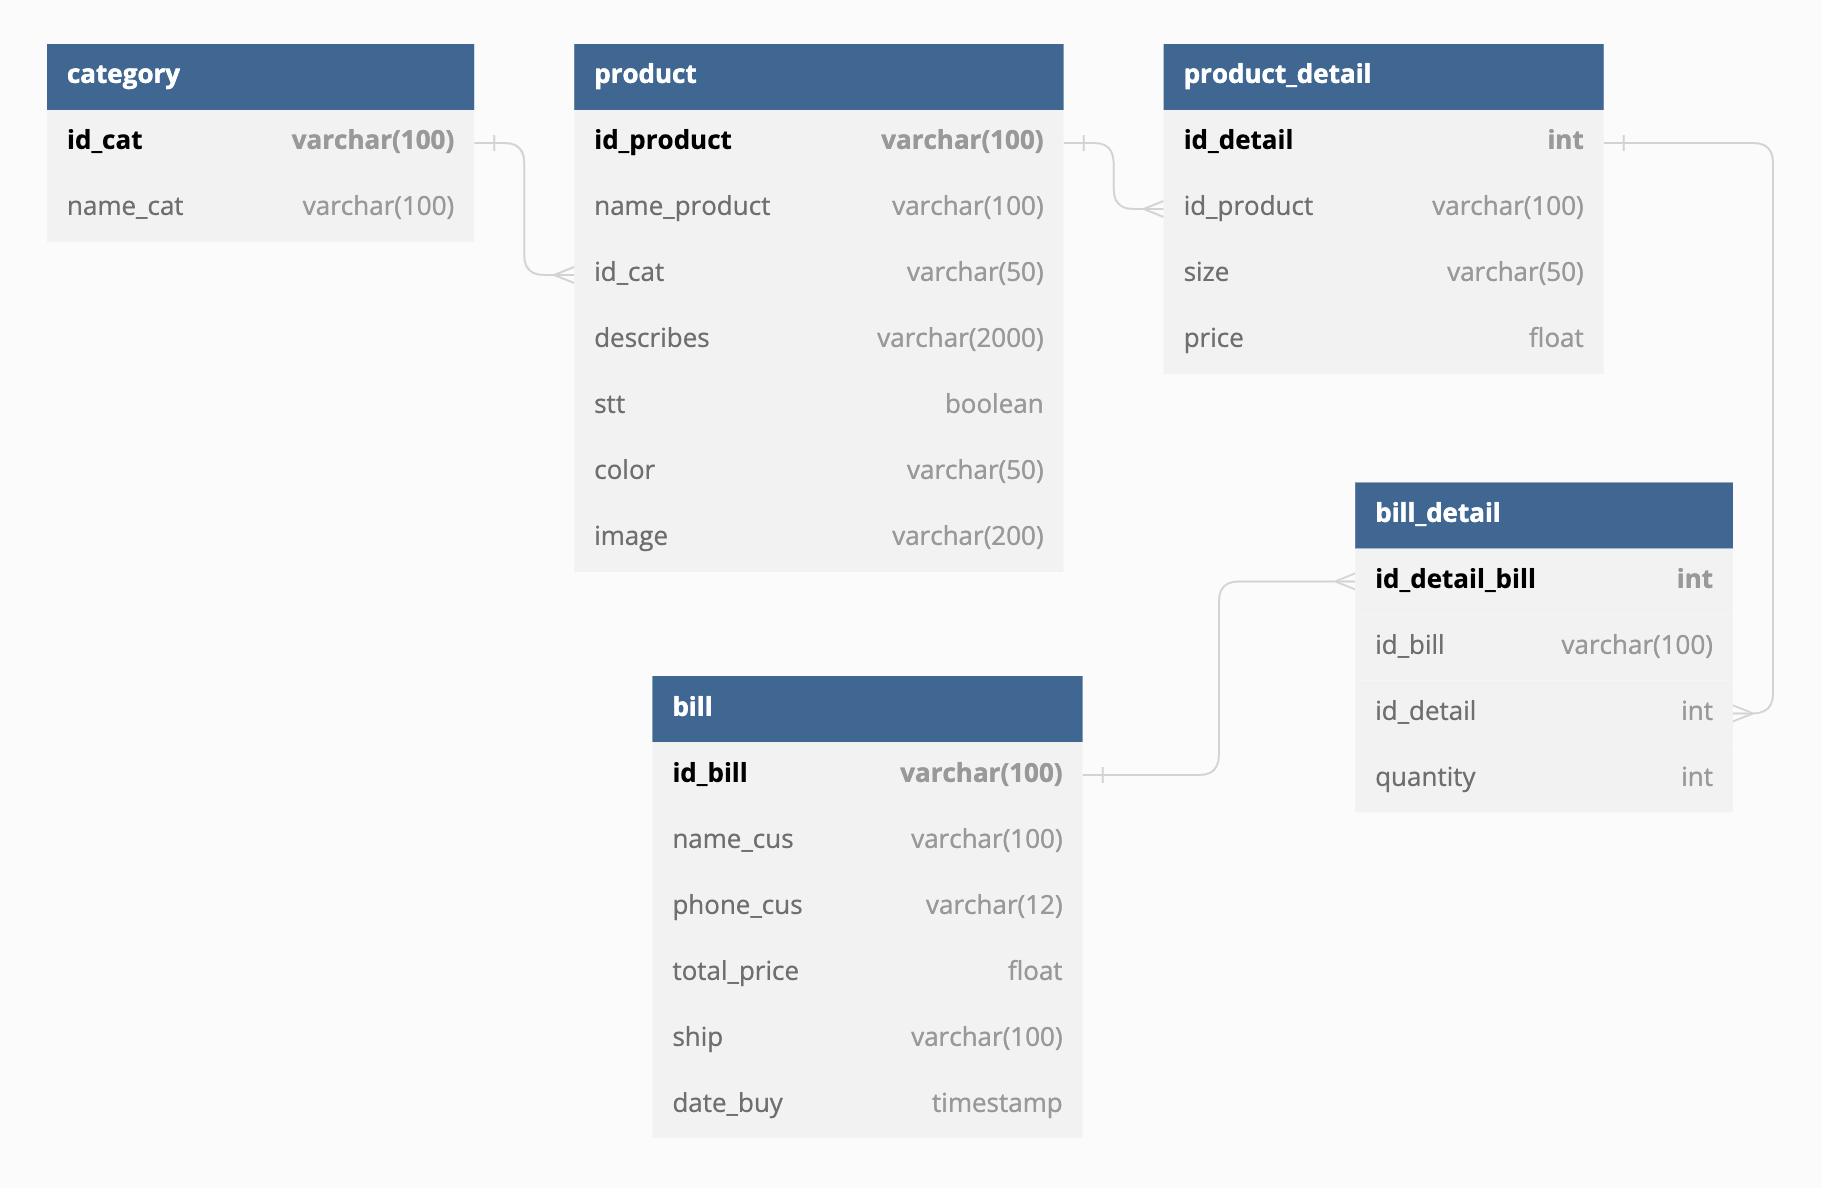 category
id_cat varchar(100)
name_cat varchar(100)
product
id_product varchar(100)
name_product varchar(100)
id_cat varchar(50)
describes varchar(2000)
stt boolean
color varchar(50)
image varchar(200)
product_detail
id_detail int
id_product varchar(100)
size varchar(50)
price float
bill_detail
id_detail_bill int
id_bill varchar(100)
id_detail int
quantity int
bill
id_bill varchar(100)
name_cus varchar(100)
phone_cus varchar(12)
total_price float
ship varchar(100)
date_buy timestamp